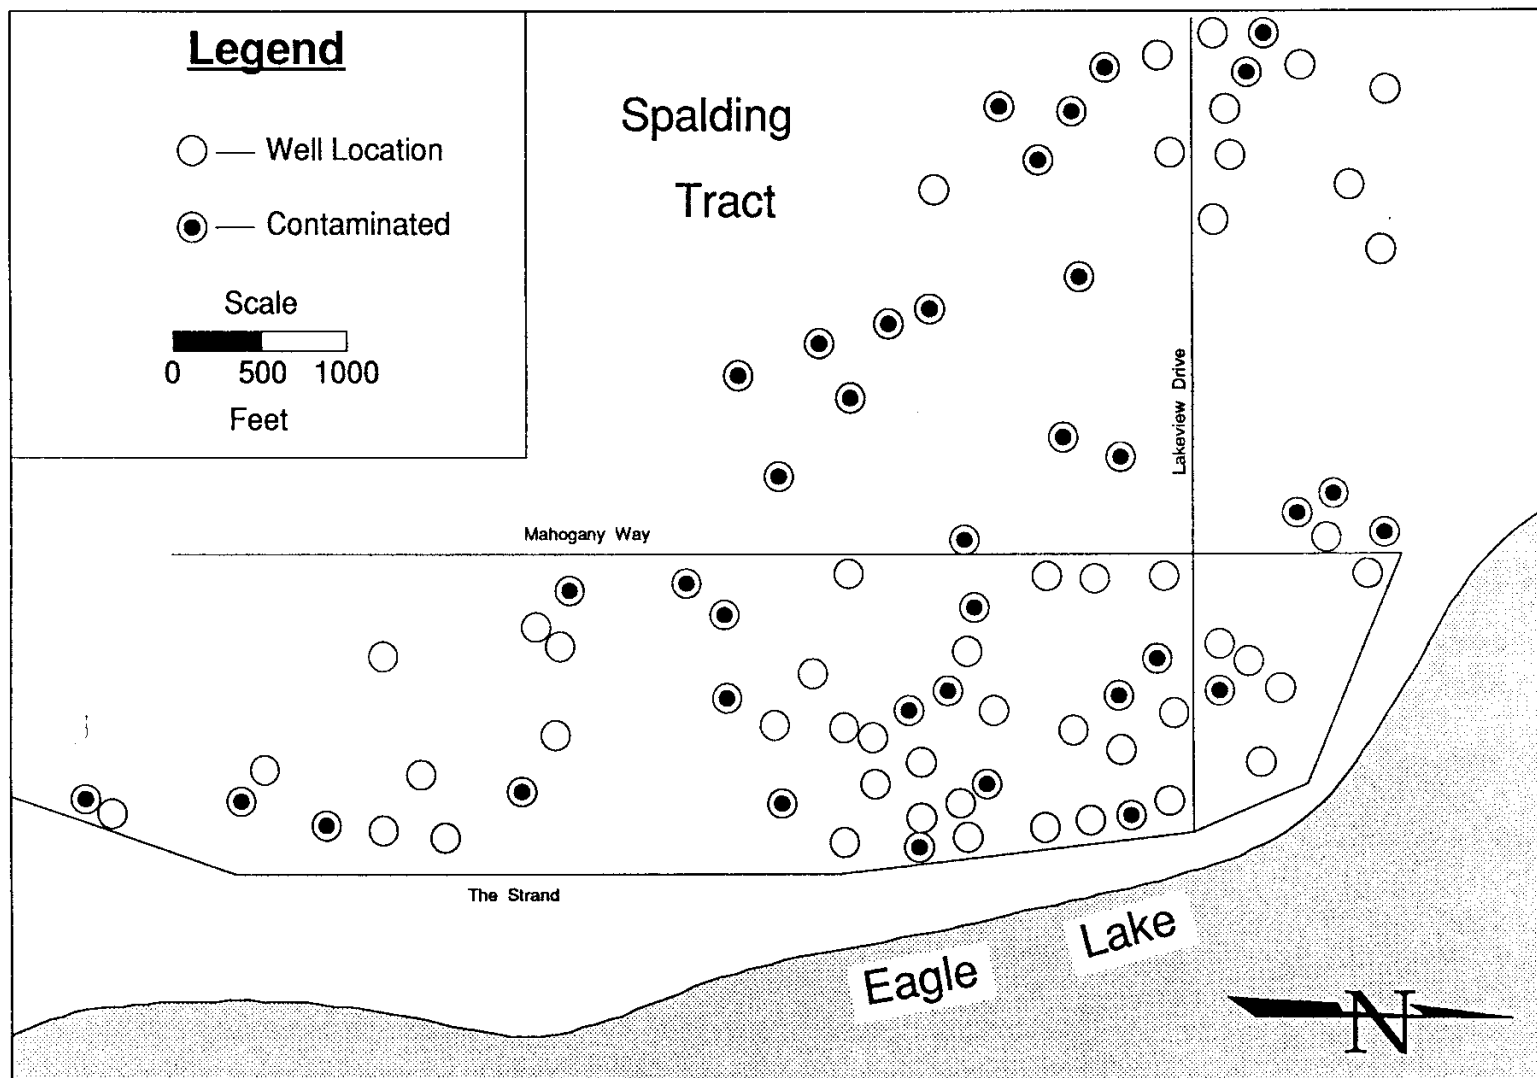 Legend
Well Location
Contaminated
Scale
0 500 1000
Feet
Spalding
Tract
Lakeview Drive
Mahogany Way
The Strand
Eagle Lake
N